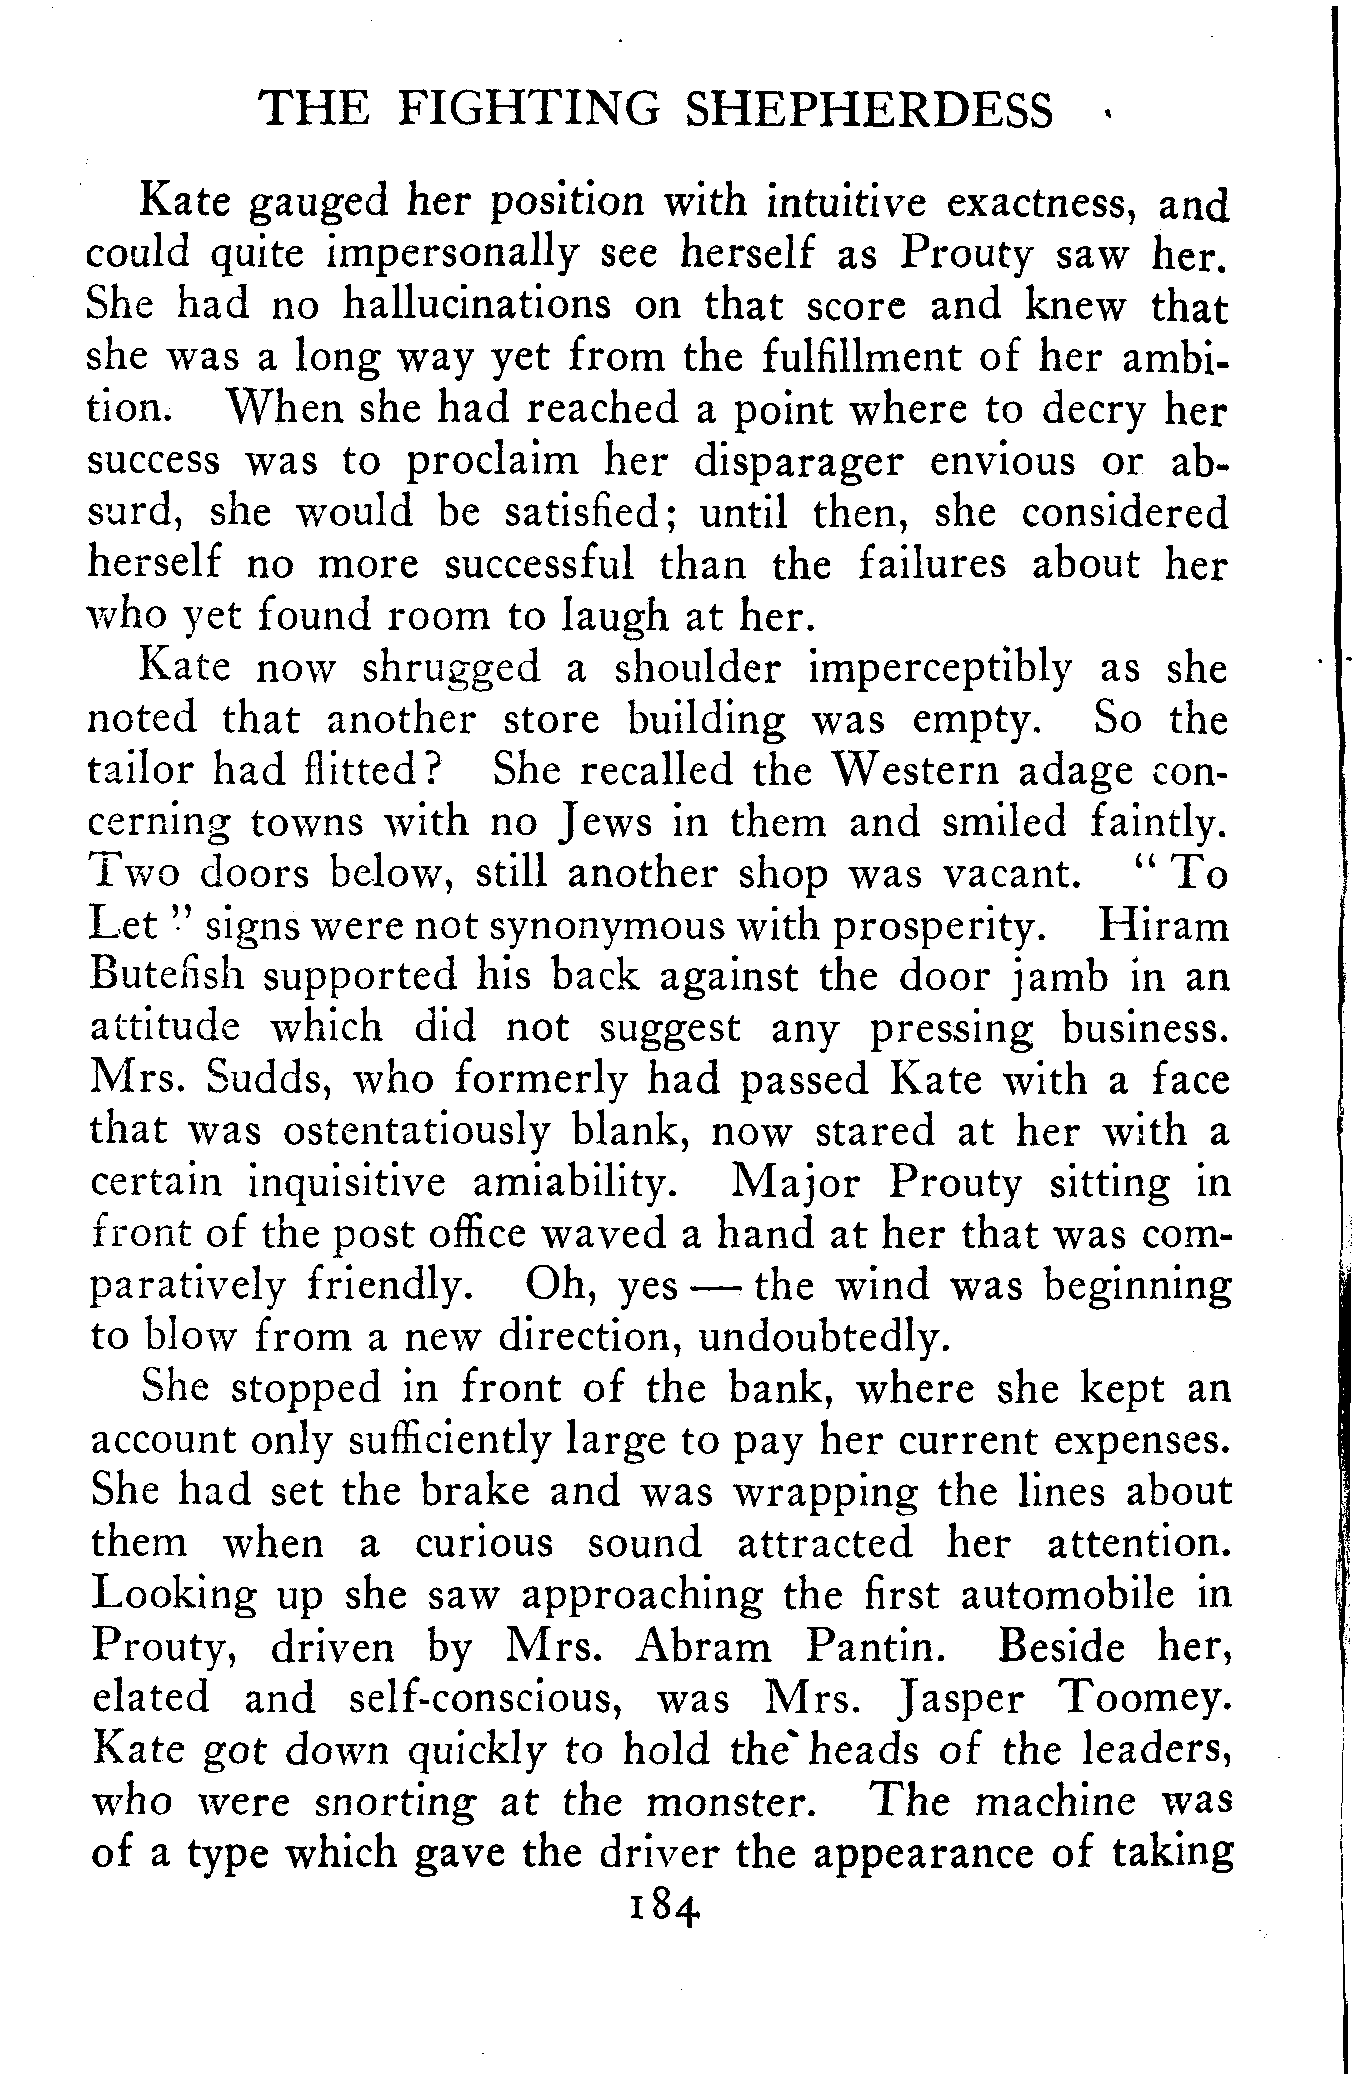 THE FIGHTING SHEPHERDESS
Kate gauged her position with intuitive exactness, and
could quite impersonally see herself as Prouty saw her.
She had no hallucinations on that score and knew that
she was a long way yet from the fulfillment of her ambi-
tion. When she had reached a point where to decry her
success was to proclaim her disparager envious or ab-
surd, she would be satisfied; until then, she considered
herself no more successful than the failures about her
who yet found room to laugh at her.
Kate now shrugged a shoulder imperceptibly as she
noted that another store building was empty. So the
tailor had flitted? She recalled the Western adage con-
cerning towns with no Jews in them and smiled faintly.
Two doors below, still another shop was vacant. " To
Let " signs were not synonymous with prosperity. Hiram
Butefish supported his back against the door jamb in an
attitude which did not suggest any pressing business.
Mrs. Sudds, who formerly had passed Kate with a face
that was ostentatiously blank, now stared at her with a
certain inquisitive amiability. Major Prouty sitting in
front of the post office waved a hand at her that was com-
paratively friendly. Oh, yes — the wind was beginning
to blow from a new direction, undoubtedly.
She stopped in front of the bank, where she kept an
account only sufficiently large to pay her current expenses.
She had set the brake and was wrapping the lines about
them when a curious sound attracted her attention.
Looking up she saw approaching the first automobile in
Prouty, driven by Mrs. Abram Pantin. Beside her,
elated and self-conscious, was Mrs. Jasper Toomey.
Kate got down quickly to hold the heads of the leaders,
who were snorting at the monster. The machine was
of a type which gave the driver the appearance of taking
184